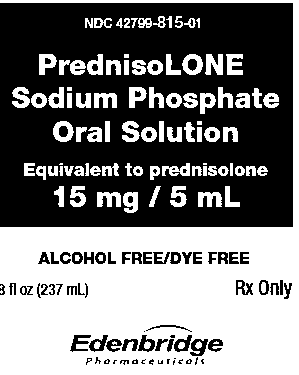 NDC 42799-815-01
PrednisoLONE
Sodium Phosphate
Oral Solution
Equivalent to prednisolone
15 mg / 5 mL
ALCOHOL FREE/DYE FREE
8 fl oz (237 mL) Rx Only
Edenbridge
Pharmaceuticals